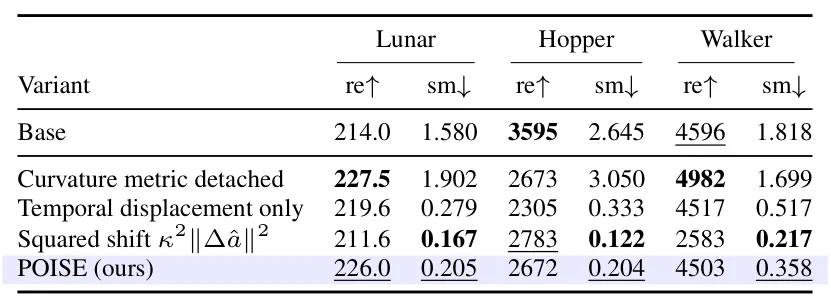 Lunar Hopper Walker
Variant re↑ sm↓ re↑ sm↓ re↑ sm↓
Base 214.0 1.580 3595 2.645 4596 1.818
Curvature metric detached 227.5 1.902 2673 3.050 4982 1.699
Temporal displacement only 219.6 0.279 2305 0.333 4517 0.517
Squared shift κ²‖Δâ‖² 211.6 0.167 2783 0.122 2583 0.217
POISE (ours) 226.0 0.205 2672 0.204 4503 0.358